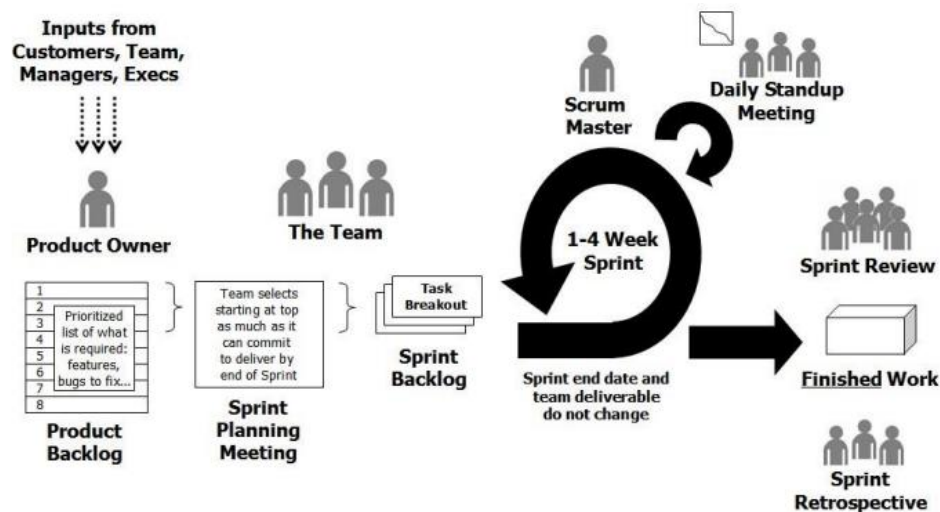 Inputs from
Customers, Team,
Managers, Execs
Product Owner
The Team
Scrum
Master
Daily Standup
Meeting
1-4 Week
Sprint
Sprint Review
1
2
3
4
5
6
7
8
Prioritized
list of what
is required:
features,
bugs to fix...
Product
Backlog
Team selects
starting at top
as much as it
can commit
to deliver by
end of Sprint
Sprint
Planning
Meeting
Task
Breakout
Sprint
Backlog
Sprint end date and
team deliverable
do not change
Finished Work
Sprint
Retrospective